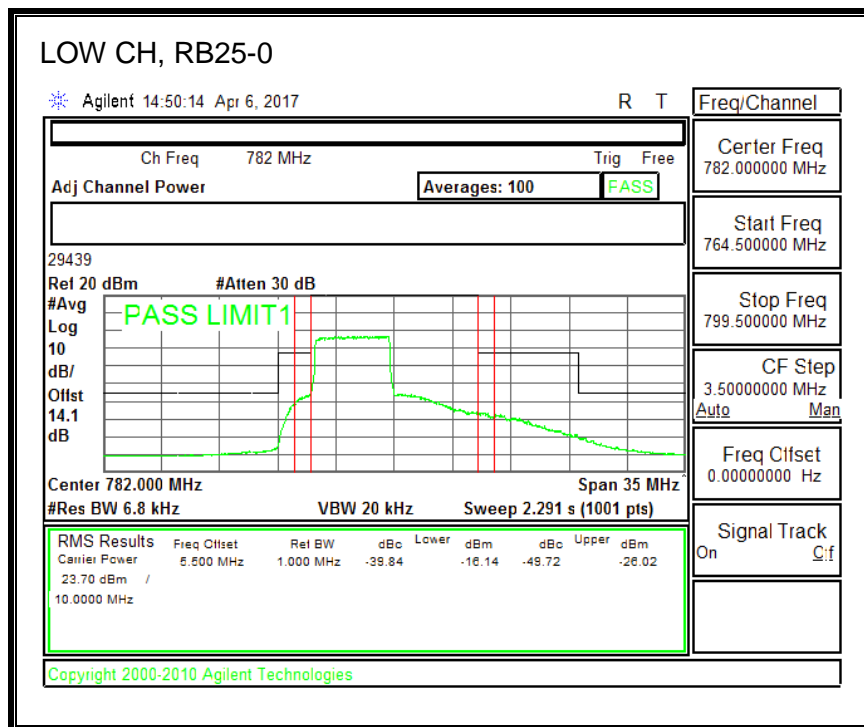 LOW CH, RB25-0
Agilent 14:50:14 Apr 6, 2017 R T
Freq/Channel
Ch Freq 782 MHz Trig Free
Adj Channel Power Averages: 100 PASS
29439
Ref 20 dBm #Atten 30 dB
#Avg
Log
10
dB/
Offst
14.1
dB
PASS LIMIT1
Center 782.000 MHz Span 35 MHz
#Res BW 6.8 kHz VBW 20 kHz Sweep 2.291 s (1001 pts)
RMS Results Freq Offset Ref BW dBc Lower dBm dBc Upper dBm
Carrier Power 5.500 MHz 1.000 MHz -39.84 -16.14 -49.72 -26.02
23.70 dBm /
10.0000 MHz
Center Freq
782.000000 MHz
Start Freq
764.500000 MHz
Stop Freq
799.500000 MHz
CF Step
3.50000000 MHz
Auto Man
Freq Offset
0.00000000 Hz
Signal Track
On Off
Copyright 2000-2010 Agilent Technologies